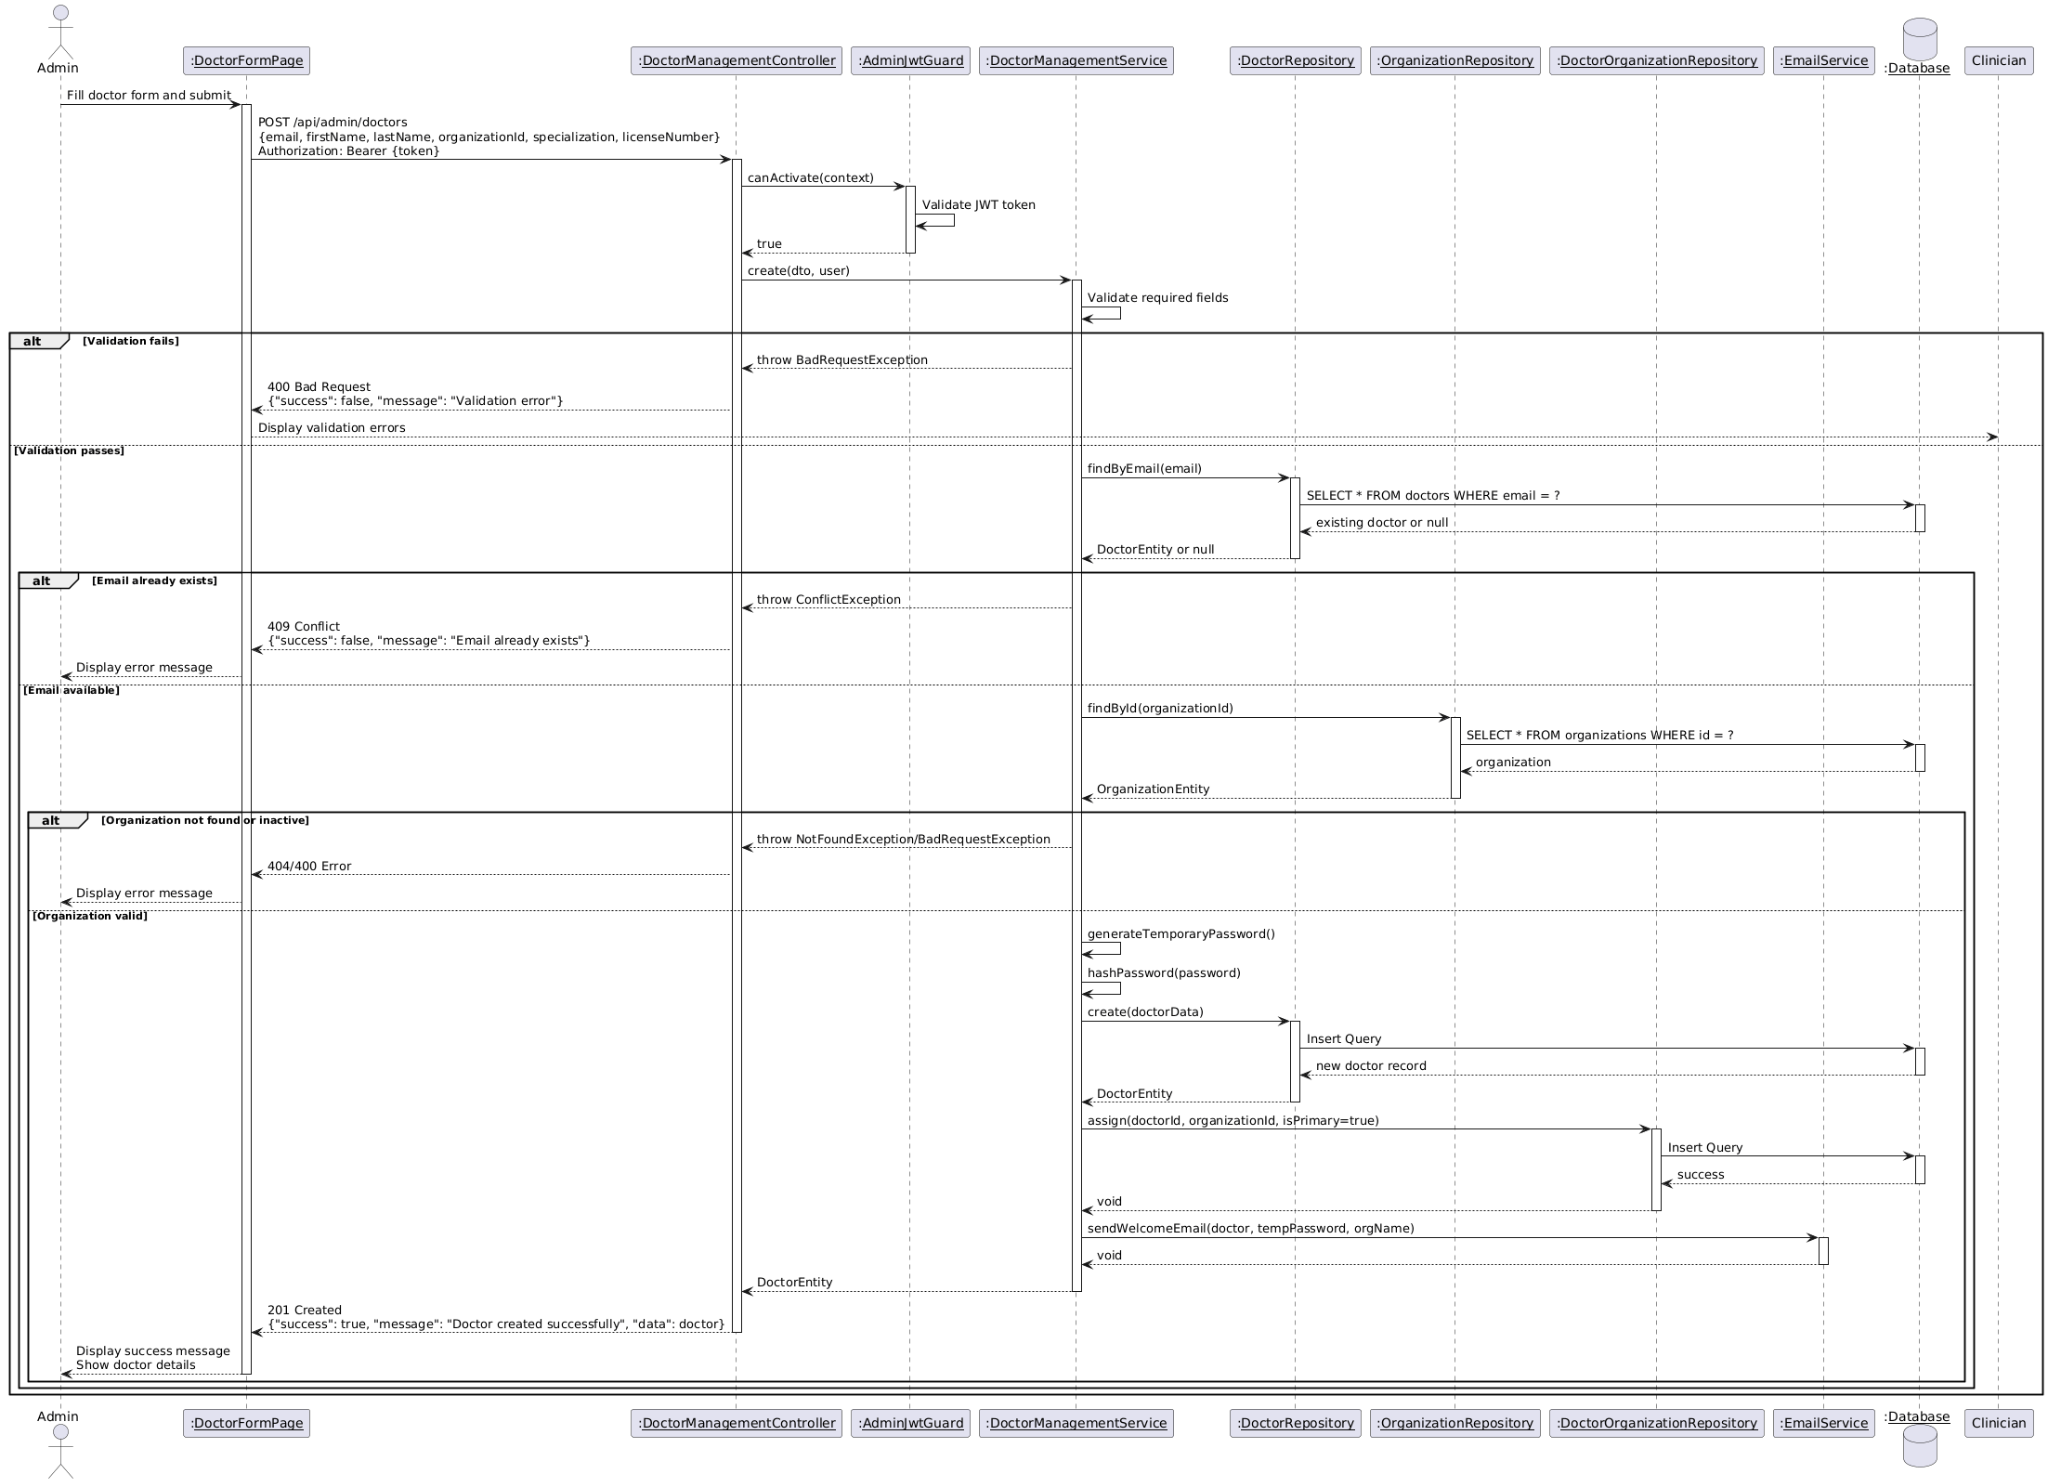 Admin
:DoctorFormPage
:DoctorManagementController
:AdminJwtGuard
:DoctorManagementService
:DoctorRepository
:OrganizationRepository
:DoctorOrganizationRepository
:EmailService
:Database
Clinician
Fill doctor form and submit
POST /api/admin/doctors
{email, firstName, lastName, organizationId, specialization, licenseNumber}
Authorization: Bearer {token}
canActivate(context)
Validate JWT token
true
create(dto, user)
Validate required fields
alt [Validation fails]
throw BadRequestException
400 Bad Request
{"success": false, "message": "Validation error"}
Display validation errors
[Validation passes]
findByEmail(email)
SELECT * FROM doctors WHERE email = ?
existing doctor or null
DoctorEntity or null
alt [Email already exists]
throw ConflictException
409 Conflict
{"success": false, "message": "Email already exists"}
Display error message
[Email available]
findById(organizationId)
SELECT * FROM organizations WHERE id = ?
organization
OrganizationEntity
alt [Organization not found or inactive]
throw NotFoundException/BadRequestException
404/400 Error
Display error message
[Organization valid]
generateTemporaryPassword()
hashPassword(password)
create(doctorData)
Insert Query
new doctor record
DoctorEntity
assign(doctorId, organizationId, isPrimary=true)
Insert Query
success
void
sendWelcomeEmail(doctor, tempPassword, orgName)
void
DoctorEntity
201 Created
{"success": true, "message": "Doctor created successfully", "data": doctor}
Display success message
Show doctor details
Admin
:DoctorFormPage
:DoctorManagementController
:AdminJwtGuard
:DoctorManagementService
:DoctorRepository
:OrganizationRepository
:DoctorOrganizationRepository
:EmailService
:Database
Clinician